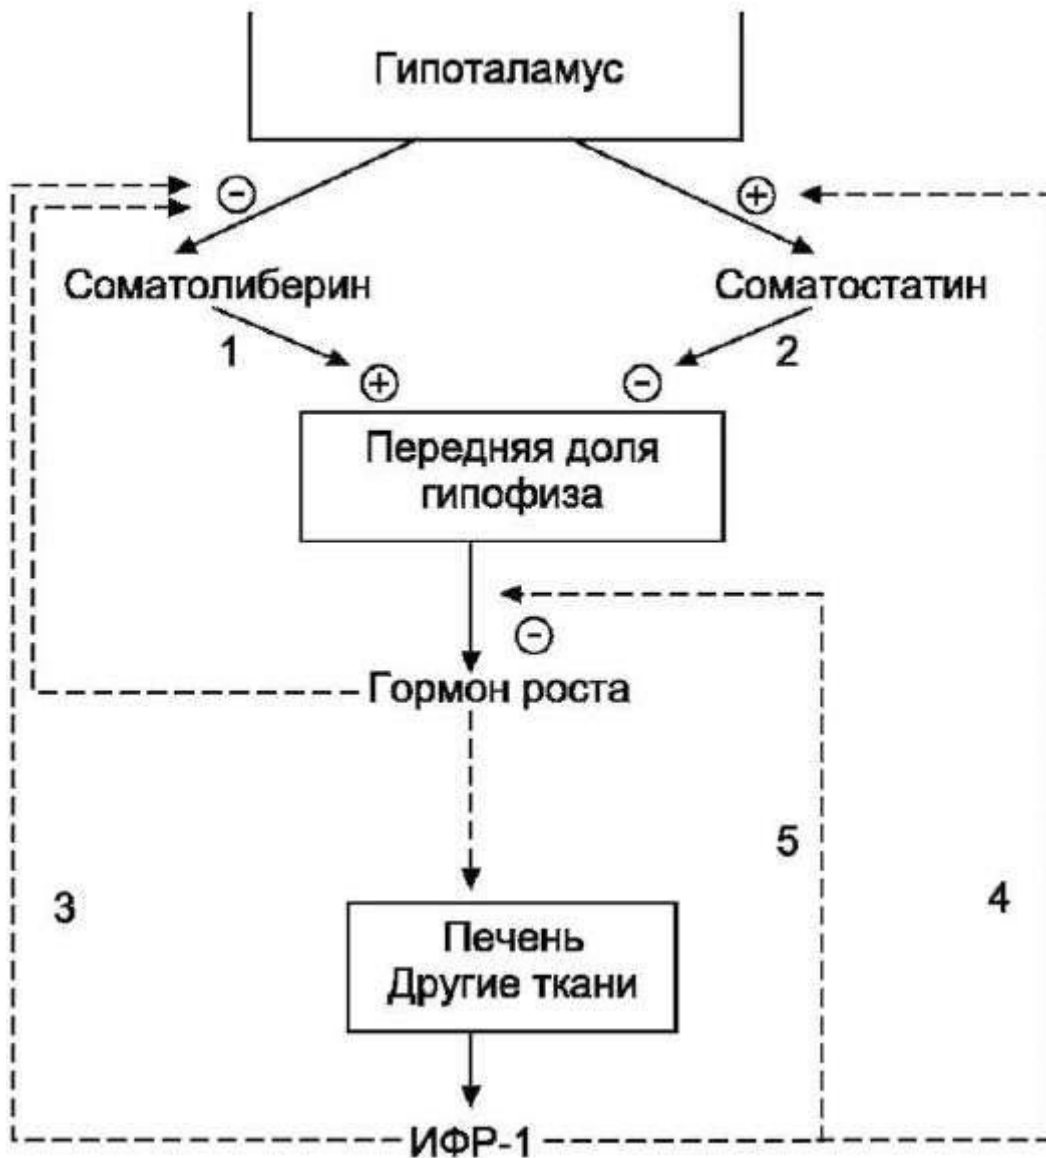 Гипоталамус
-
+
Соматолиберин
Соматостатин
1
2
+
-
Передняя доля
гипофиза
-
Гормон роста
5
3
4
Печень
Другие ткани
ИФР-1